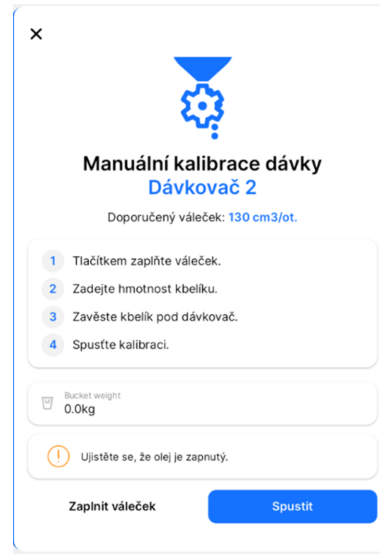 Manuální kalibrace dávky
Dávkovač 2
Doporučený váleček: 130 cm3/ot.
1 Tlačítkem zaplňte váleček.
2 Zadejte hmotnost kbelíku.
3 Zavěste kbelík pod dávkovač.
4 Spusťte kalibraci.
Bucket weight
0.0kg
Ujistěte se, že olej je zapnutý.
Zaplnit váleček Spustit